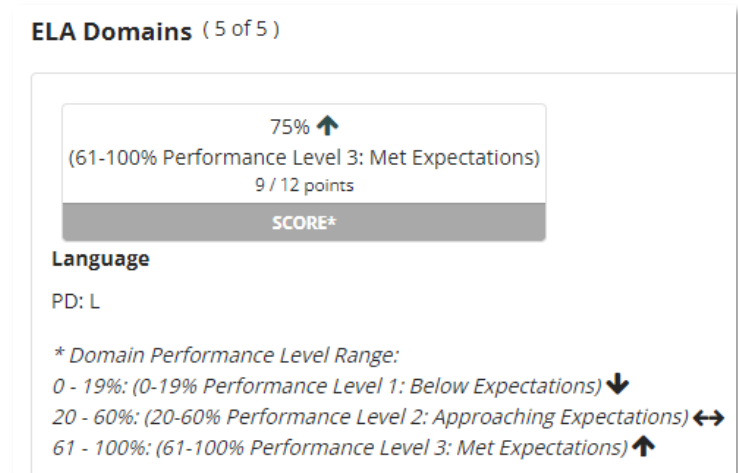 ELA Domains (5 of 5)
75% ↑
(61-100% Performance Level 3: Met Expectations)
9 / 12 points
SCORE*
Language
PD: L
* Domain Performance Level Range:
0 - 19%: (0-19% Performance Level 1: Below Expectations) ↓
20 - 60%: (20-60% Performance Level 2: Approaching Expectations) ↔
61 - 100%: (61-100% Performance Level 3: Met Expectations) ↑